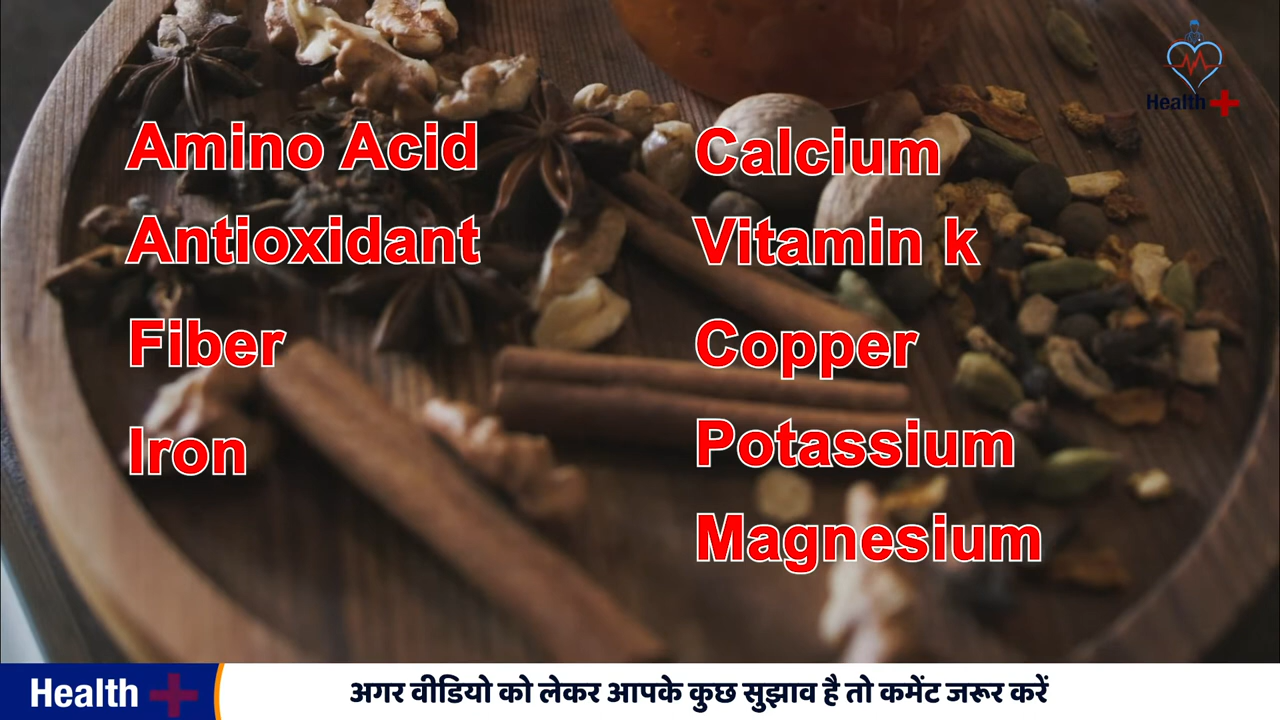 Health
Amino Acid
Antioxidant
Fiber
Iron
Calcium
Vitamin k
Copper
Potassium
Magnesium
Health
अगर वीडियो को लेकर आपके कुछ सुझाव है तो कमेंट जरूर करें